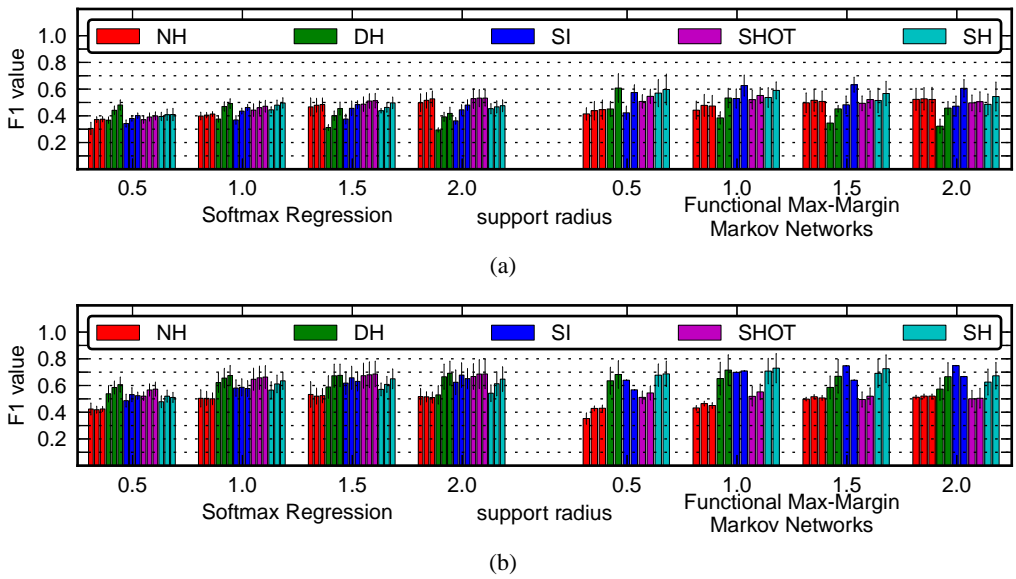 (a)
1.0
0.8
0.6
0.4
0.2
F1 value
NH DH SI SHOT SH
0.5 1.0 1.5 2.0 0.5 1.0 1.5 2.0
Softmax Regression support radius Functional Max-Margin
Markov Networks
(a)
1.0
0.8
0.6
0.4
0.2
F1 value
NH DH SI SHOT SH
0.5 1.0 1.5 2.0 0.5 1.0 1.5 2.0
Softmax Regression support radius Functional Max-Margin
Markov Networks
(b)